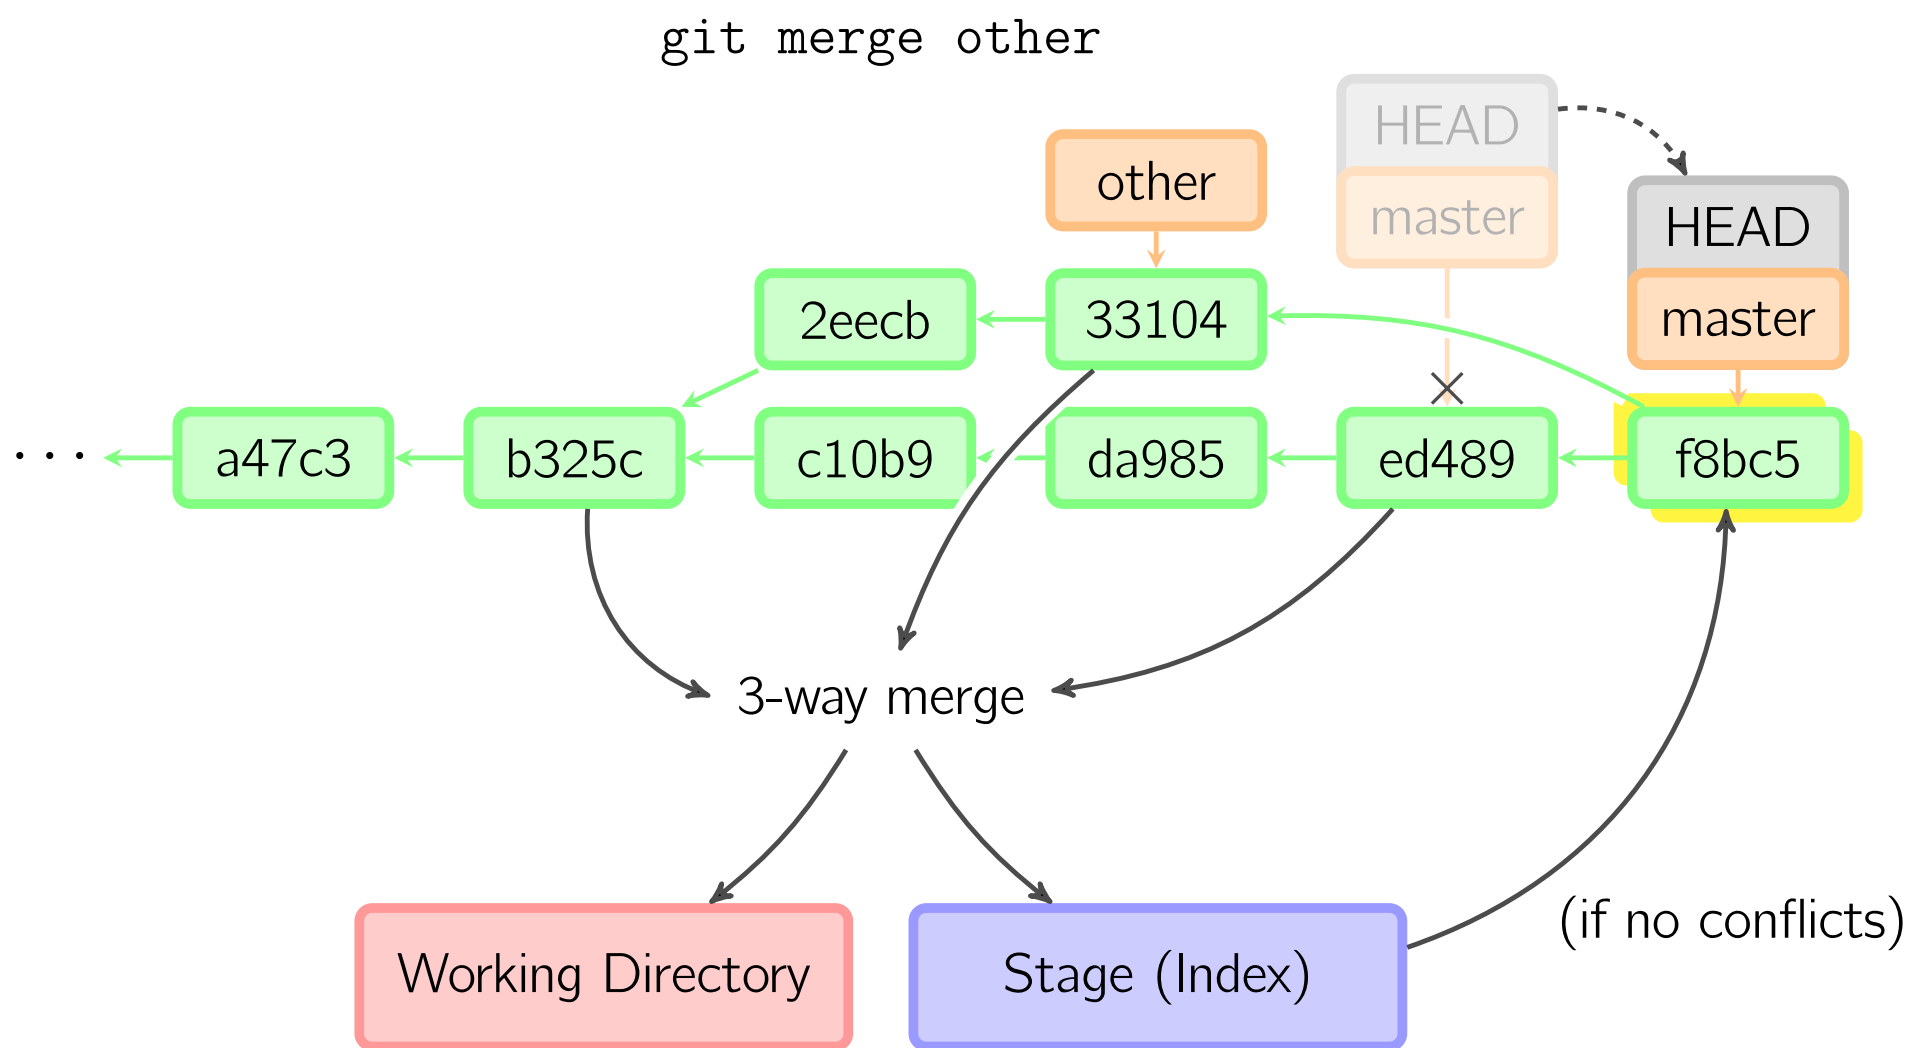 git merge other
HEAD
other
master
HEAD
2eecb
33104
master
· · ·
a47c3
b325c
c10b9
da985
ed489
f8bc5
3-way merge
(if no conflicts)
Working Directory
Stage (Index)